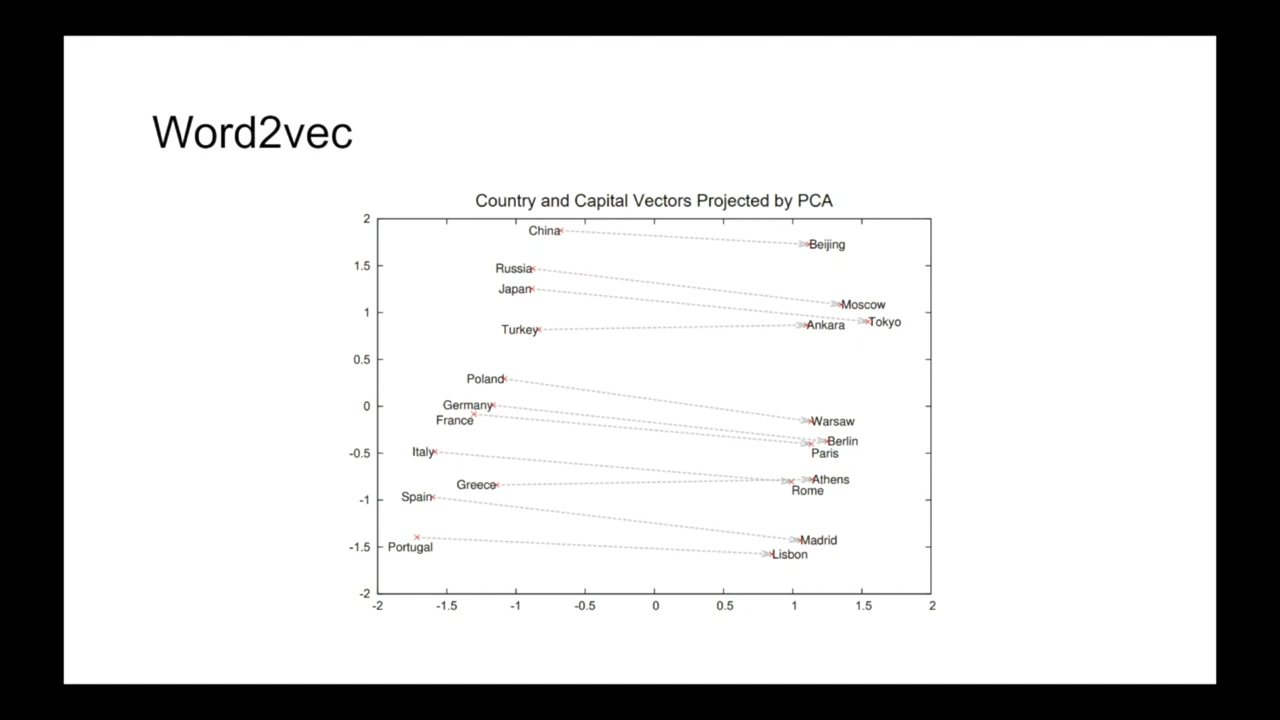 Word2vec
Country and Capital Vectors Projected by PCA
2
China
Beijing
1.5
Russia
Japan
Moscow
1
Turkey
Ankara
Tokyo
0.5
Poland
0
Germany
France
Warsaw
Berlin
Paris
-0.5
Italy
Greece
Athens
Rome
-1
Spain
Madrid
-1.5
Portugal
Lisbon
-2
-2 -1.5 -1 -0.5 0 0.5 1 1.5 2